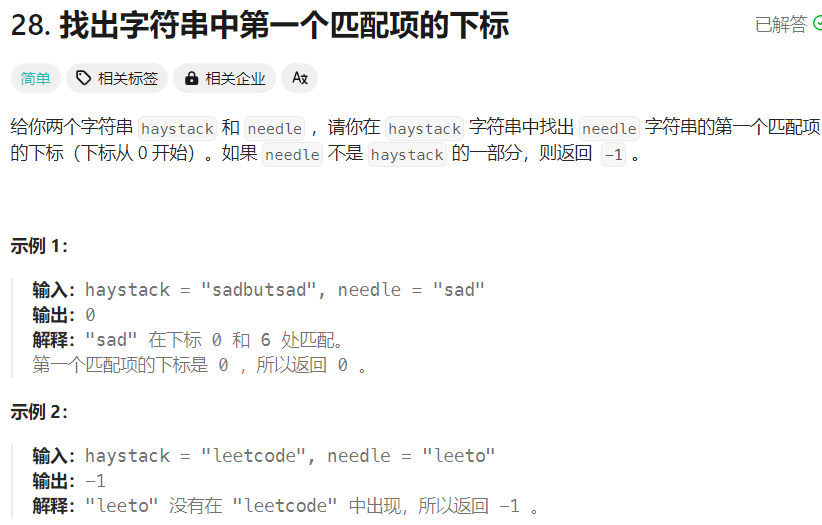 28. 找出字符串中第一个匹配项的下标
已解答
简单 相关标签 相关企业
给你两个字符串 haystack 和 needle ，请你在 haystack 字符串中找出 needle 字符串的第一个匹配项
的下标（下标从 0 开始）。如果 needle 不是 haystack 的一部分，则返回 -1 。
示例 1：
输入：haystack = "sadbutsad", needle = "sad"
输出：0
解释："sad" 在下标 0 和 6 处匹配。
第一个匹配项的下标是 0 ，所以返回 0 。
示例 2：
输入：haystack = "leetcode", needle = "leeto"
输出：-1
解释："leeto" 没有在 "leetcode" 中出现，所以返回 -1 。